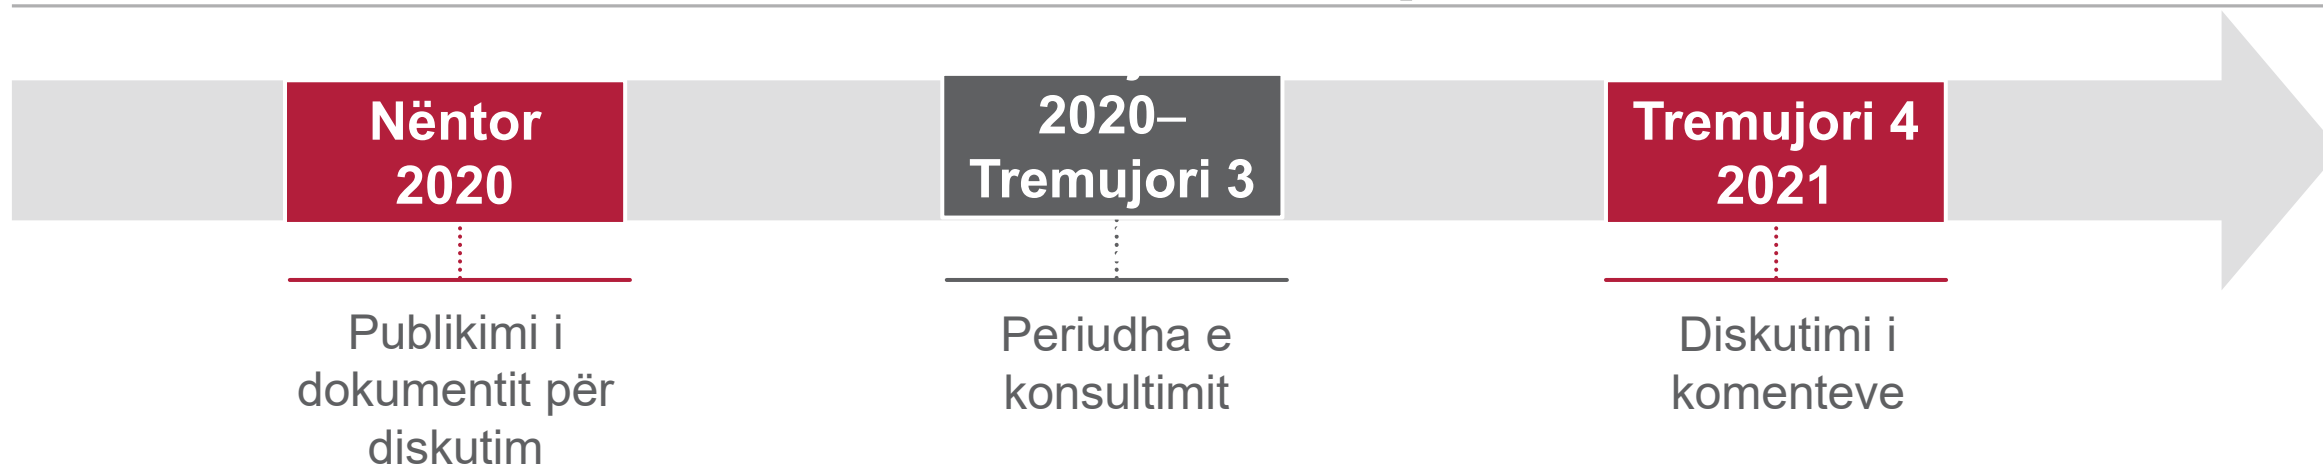 Nëntor
2020
2020–
Tremujori 3
Tremujori 4
2021
Publikimi i
dokumentit për
diskutim
Periudha e
konsultimit
Diskutimi i
komenteve